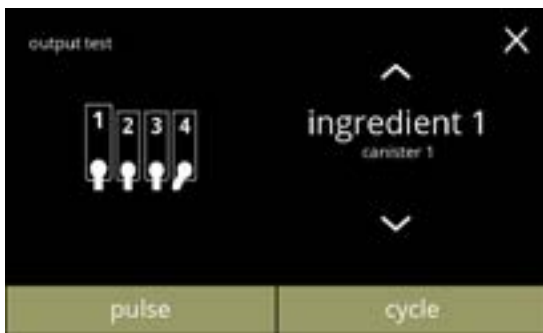 output test
1 2 3 4
ingredient 1
canister 1
pulse
cycle